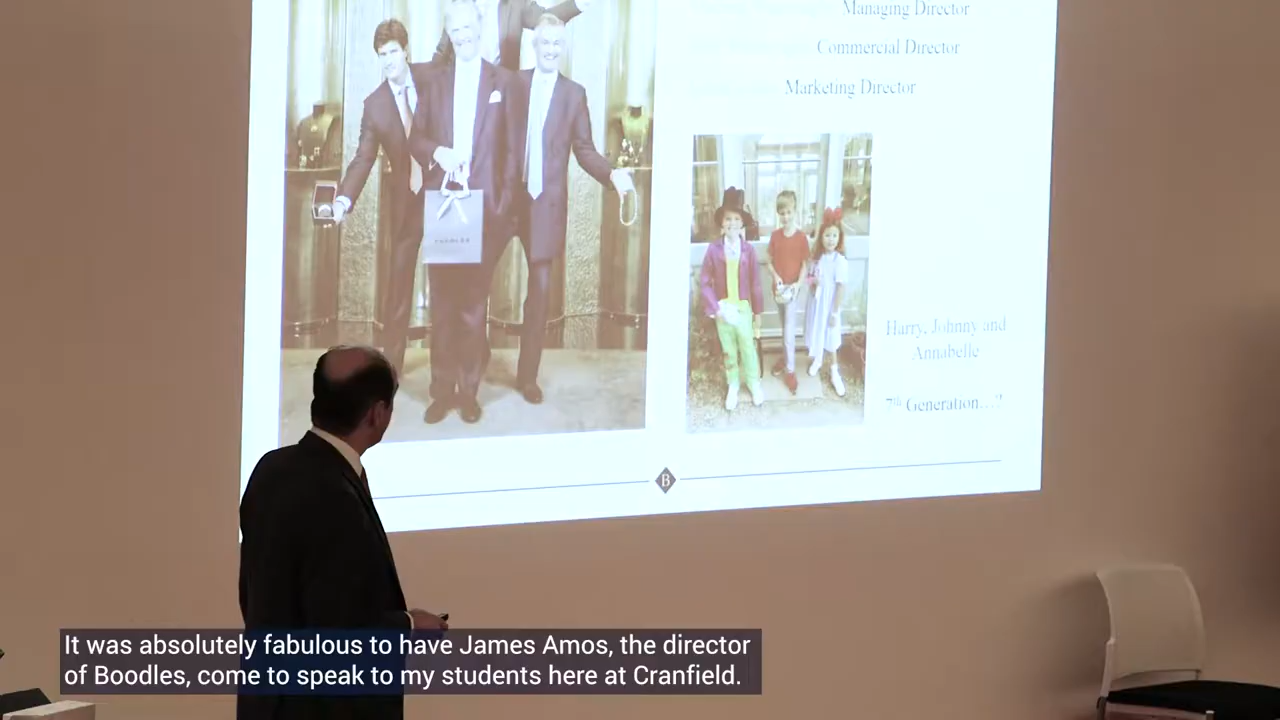 Managing Director
Commercial Director
Marketing Director
BOODLES
Harry, Johnny and
Annabelle
7th Generation...?
B
It was absolutely fabulous to have James Amos, the director
of Boodles, come to speak to my students here at Cranfield.